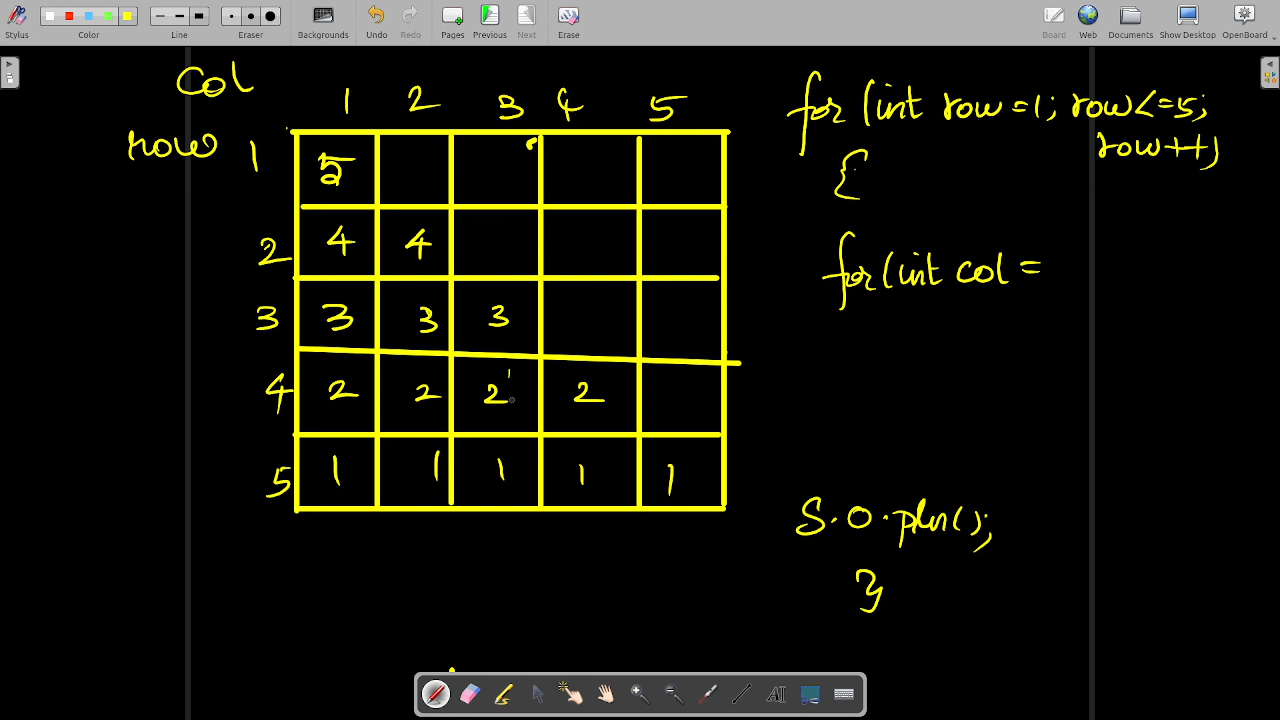 Stylus Color Line Eraser Backgrounds Undo Redo Pages Previous Next Erase Board Web Documents Show Desktop OpenBoard
Col
1 2 3 4 5
row 1 5
2 4 4
3 3 3 3
4 2 2 2 2
5 1 1 1 1 1
for (int row = 1; row <= 5;
row++)
{
for (int col =
S.O.pln();
}
AI